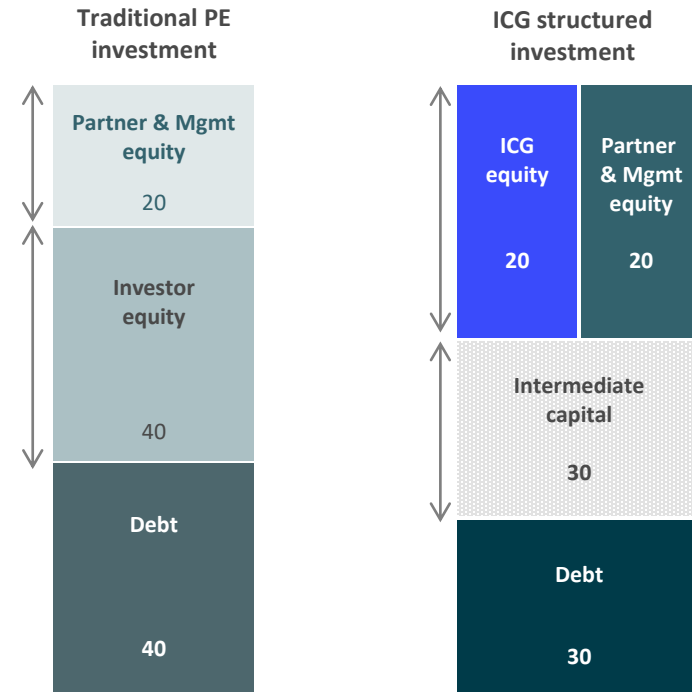 Traditional PE
investment
Partner & Mgmt
equity
20
Investor
equity
40
Debt
40
ICG structured
investment
ICG
equity
20
Partner
& Mgmt
equity
20
Intermediate
capital
30
Debt
30